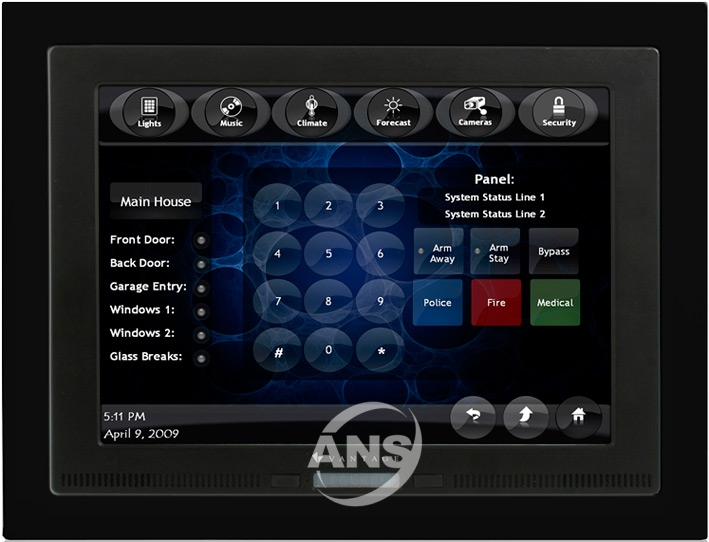 Lights Music Climate Forecast Cameras Security
Main House
Front Door:
Back Door:
Garage Entry:
Windows 1:
Windows 2:
Glass Breaks:
1 2 3
4 5 6
7 8 9
# 0 *
Panel:
System Status Line 1
System Status Line 2
Arm Away
Arm Stay
Bypass
Police Fire Medical
5:11 PM
April 9, 2009
ANS
VANTAGE